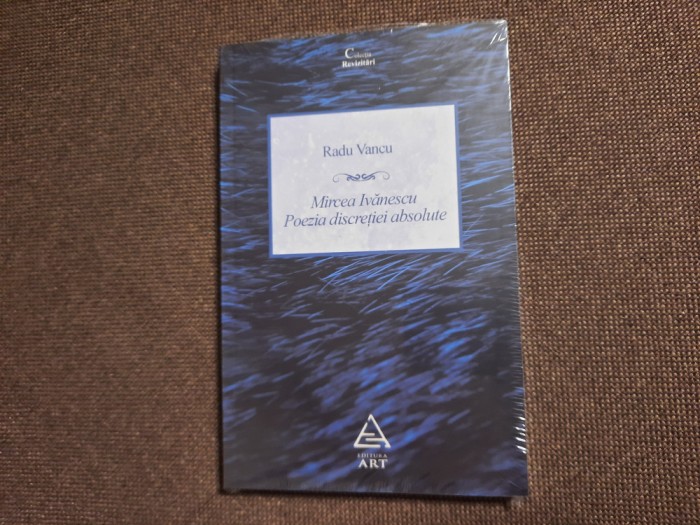 Colecția
Revizitări
Radu Vancu
Mircea Ivănescu
Poezia discreției absolute
EDITURA
ART